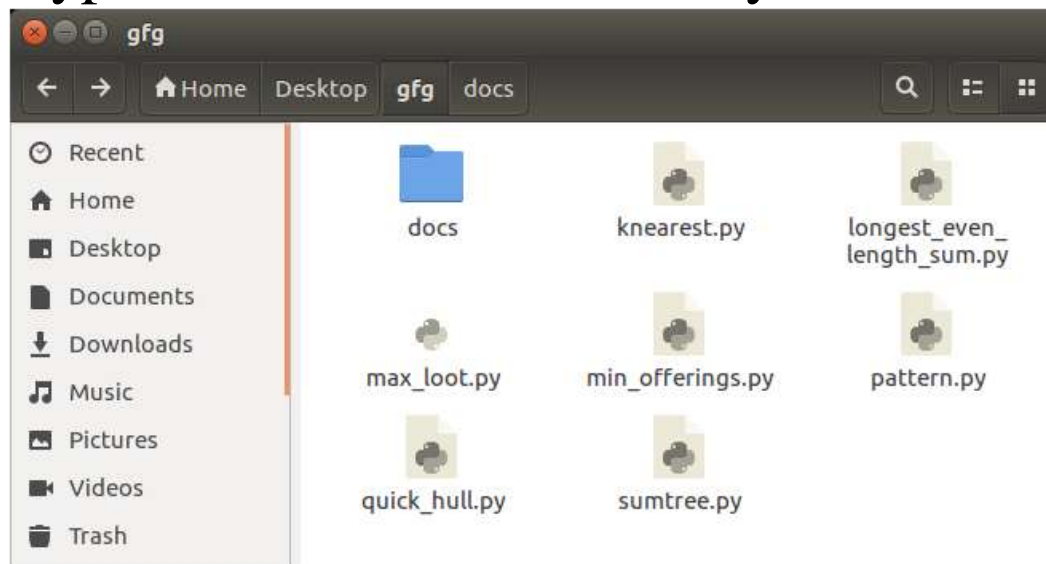 gfg
Home Desktop gfg docs
Recent
Home
Desktop
Documents
Downloads
Music
Pictures
Videos
Trash
docs knearest.py longest_even_
length_sum.py
max_loot.py min_offerings.py pattern.py
quick_hull.py sumtree.py